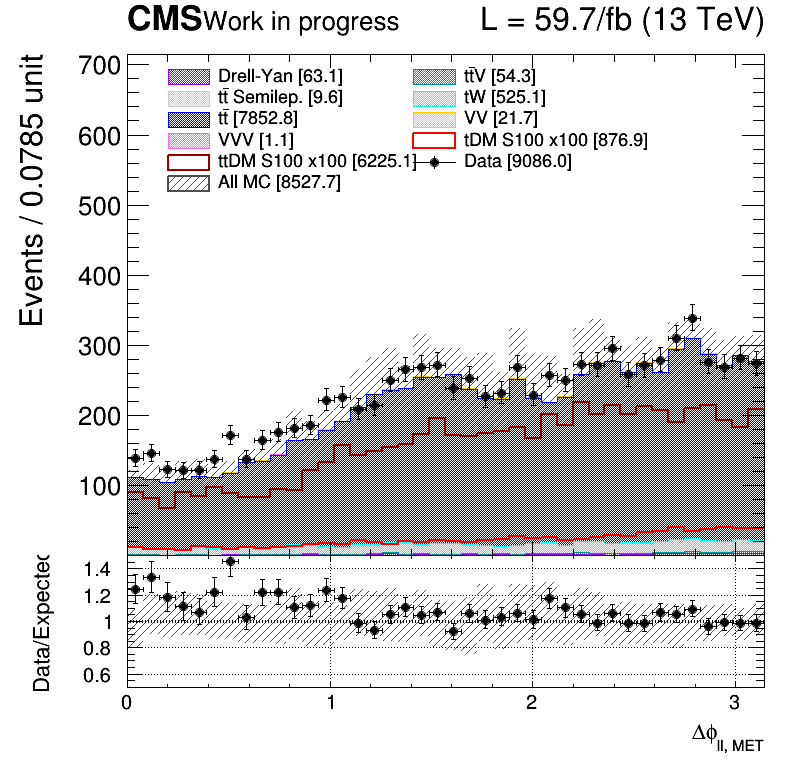 CMS Work in progress L = 59.7/fb (13 TeV)
Events / 0.0785 unit
700
600
500
400
300
200
100
Drell-Yan [63.1] tt̄V [54.3]
tt̄ Semilep. [9.6] tW [525.1]
tt̄ [7852.8] VV [21.7]
VVV [1.1] tDM S100 x100 [876.9]
ttDM S100 x100 [6225.1] Data [9086.0]
All MC [8527.7]
Data/Expected
1.4
1.2
1
0.8
0.6
0 1 2 3
Δϕll, MET